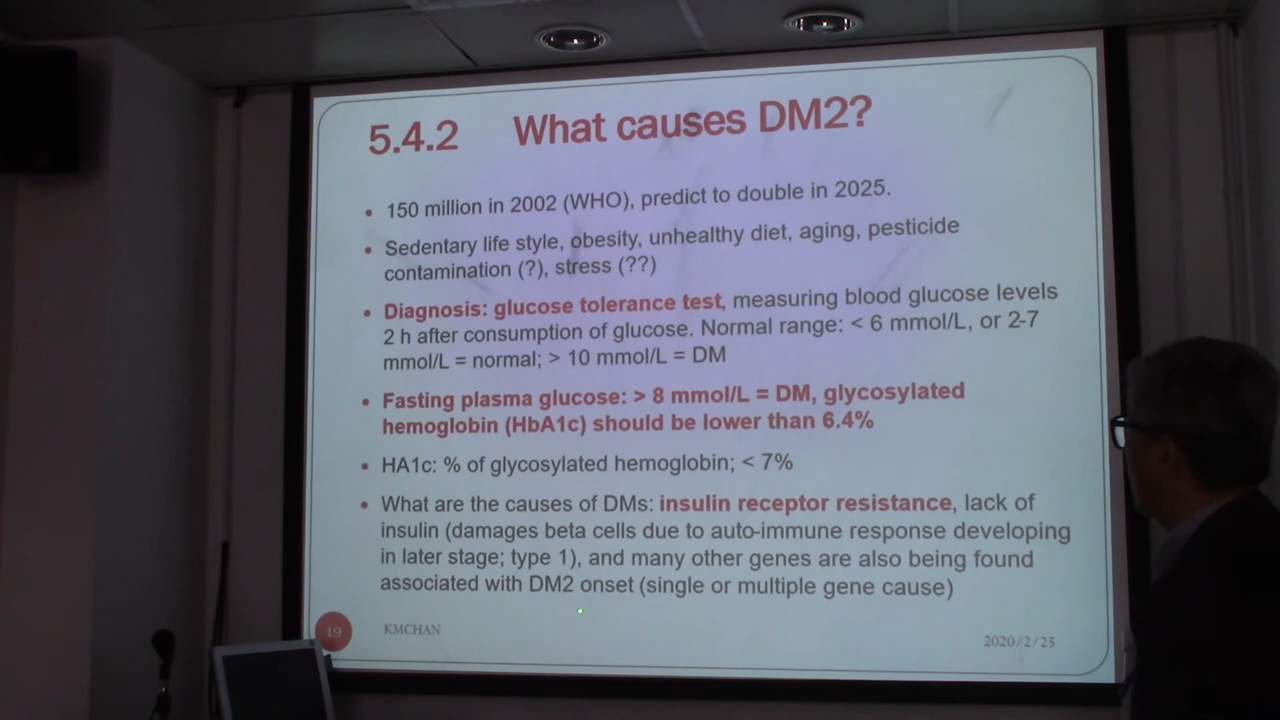 5.4.2 What causes DM2?
• 150 million in 2002 (WHO), predict to double in 2025.
• Sedentary life style, obesity, unhealthy diet, aging, pesticide
contamination (?), stress (??)
• Diagnosis: glucose tolerance test, measuring blood glucose levels
2 h after consumption of glucose. Normal range: < 6 mmol/L, or 2-7
mmol/L = normal; > 10 mmol/L = DM
• Fasting plasma glucose: > 8 mmol/L = DM, glycosylated
hemoglobin (HbA1c) should be lower than 6.4%
• HA1c: % of glycosylated hemoglobin; < 7%
• What are the causes of DMs: insulin receptor resistance, lack of
insulin (damages beta cells due to auto-immune response developing
in later stage; type 1), and many other genes are also being found
associated with DM2 onset (single or multiple gene cause)
19 KMCHAN 2020/2/25